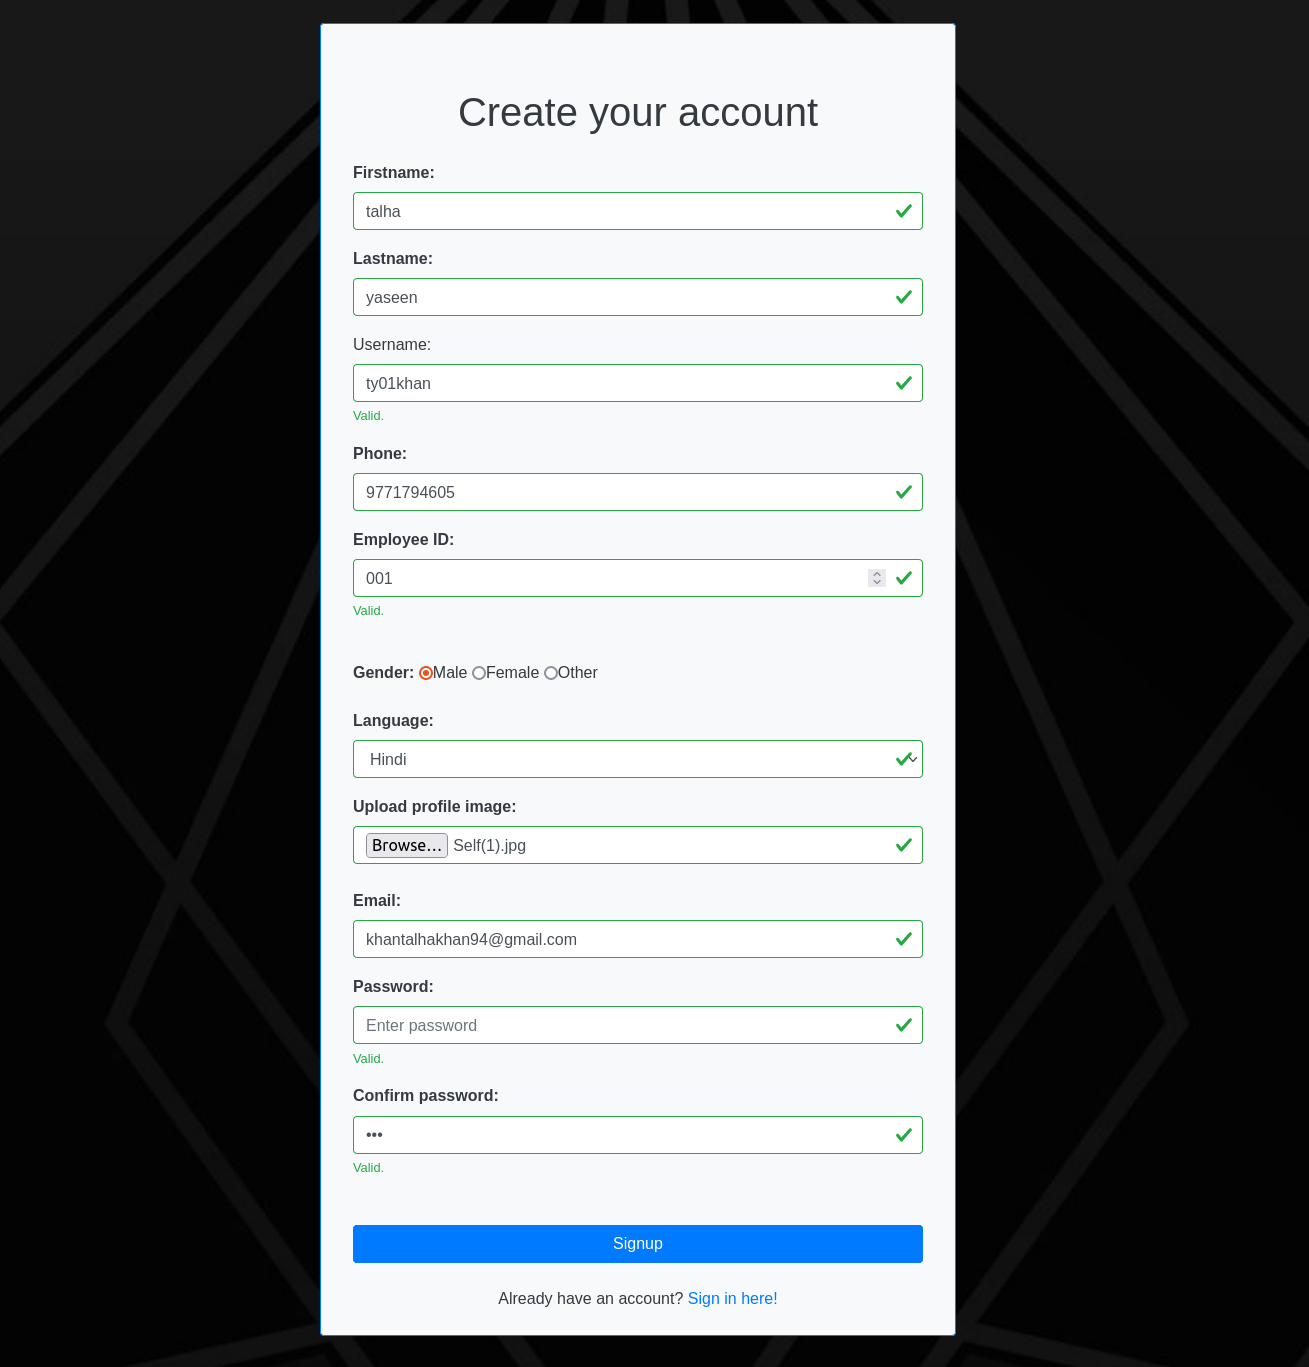 Create your account
Firstname:
talha
Lastname:
yaseen
Username:
ty01khan
Valid.
Phone:
9771794605
Employee ID:
001
Valid.
Gender: Male Female Other
Language:
Hindi
Upload profile image:
Browse... Self(1).jpg
Email:
khantalhakhan94@gmail.com
Password:
Enter password
Valid.
Confirm password:
•••
Valid.
Signup
Already have an account? Sign in here!